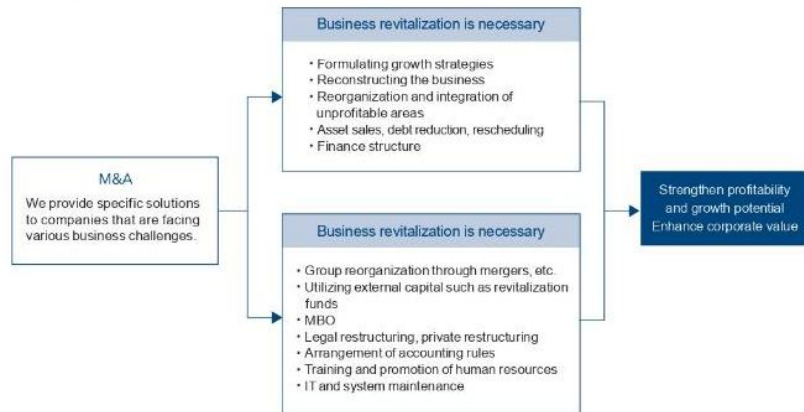 M&A
We provide specific solutions
to companies that are facing
various business challenges.
Business revitalization is necessary
• Formulating growth strategies
• Reconstructing the business
• Reorganization and integration of
unprofitable areas
• Asset sales, debt reduction, rescheduling
• Finance structure
Business revitalization is necessary
• Group reorganization through mergers, etc.
• Utilizing external capital such as revitalization
funds
• MBO
• Legal restructuring, private restructuring
• Arrangement of accounting rules
• Training and promotion of human resources
• IT and system maintenance
Strengthen profitability
and growth potential
Enhance corporate value